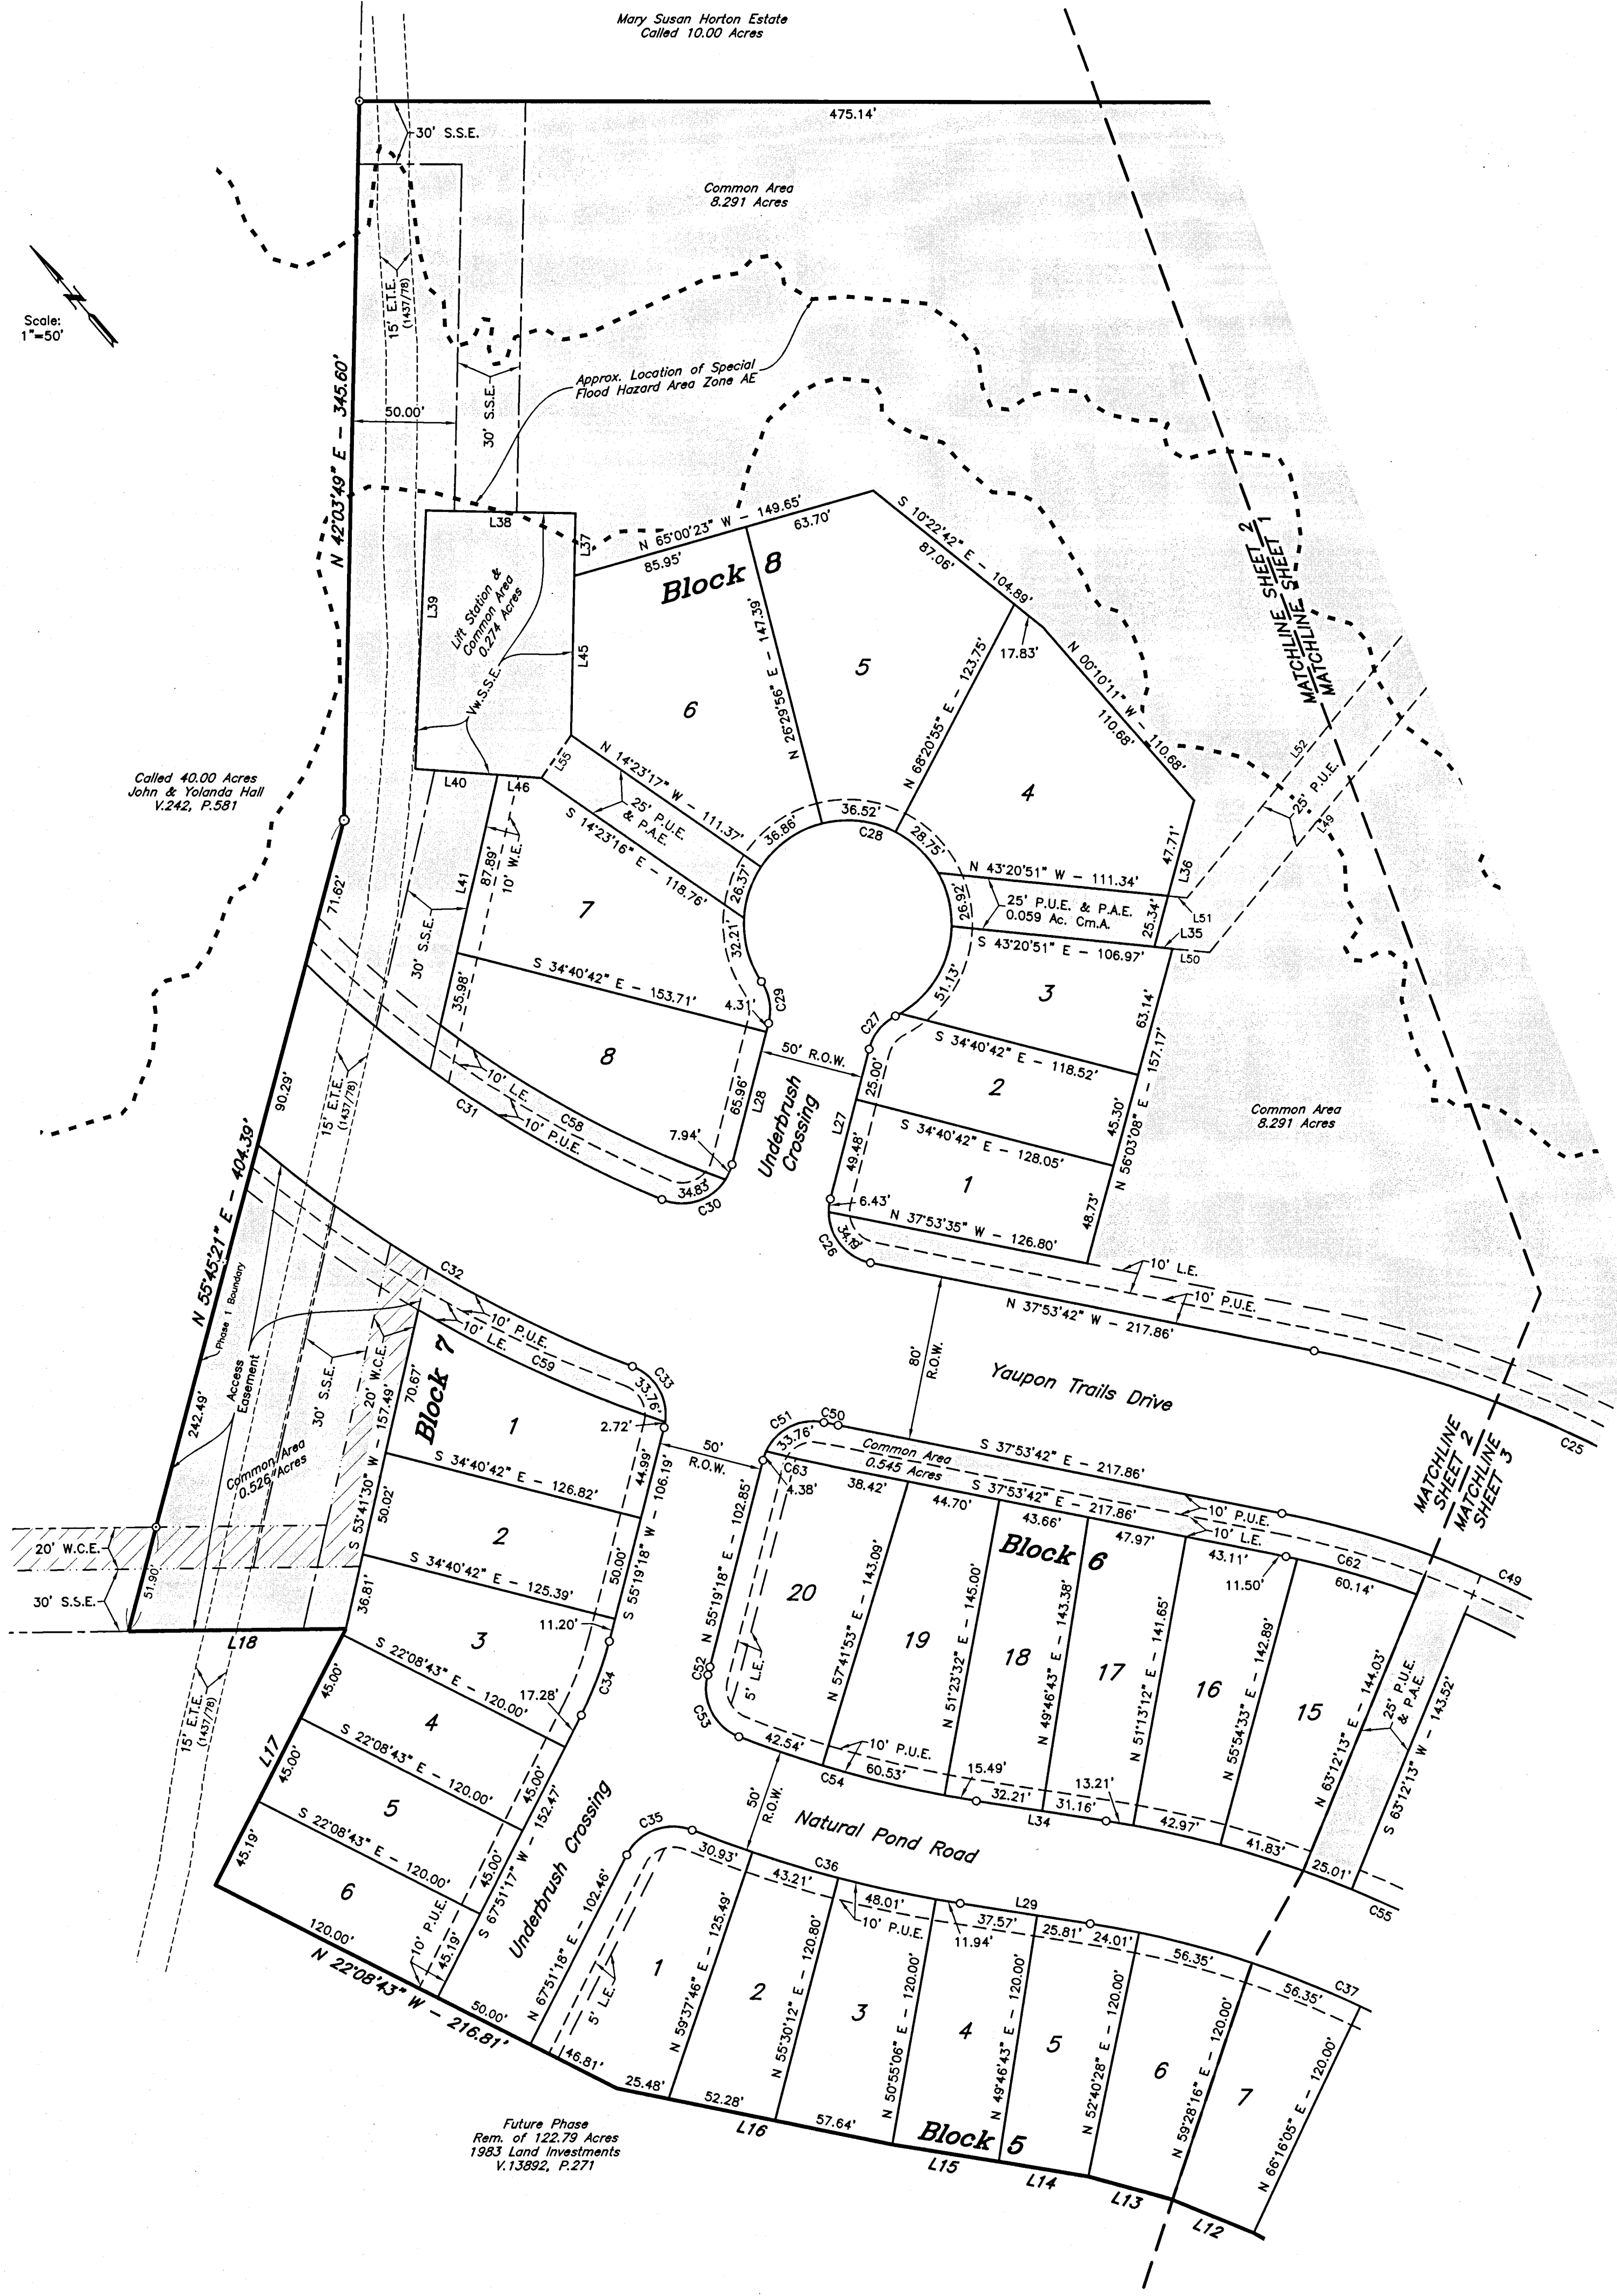 Mary Susan Horton Estate
Called 10.00 Acres
475.14'
30' S.S.E.
Common Area
8.291 Acres
Scale:
1"=50'
N
15' E.T.E.
(1437/78)
N 42°03'49" E - 345.60'
50.00'
30' S.S.E.
Approx. Location of Special
Flood Hazard Area Zone AE
L38
L37
L39
Lift Station &
Common Area
0.274 Acres
Vw.S.S.E.
L45
N 65°00'23" W - 149.65'
63.70'
85.95'
Block 8
S 10°22'42" E - 104.89'
87.06'
17.83'
N 26°29'56" E - 147.39'
5
6
N 68°20'55" E - 123.75'
N 00°10'11" W - 110.68'
110.68'
4
MATCHLINE SHEET 2
MATCHLINE SHEET 1
L52
25' P.U.E.
L49
Called 40.00 Acres
John & Yolanda Hall
V.242, P.581
L40
L46
L55
N 14°23'17" W - 111.37'
25' P.U.E.
& P.A.E.
S 14°23'16" E - 118.76'
36.86'
36.52'
C28
28.75'
26.37'
26.92'
47.71'
L36
N 43°20'51" W - 111.34'
25' P.U.E. & P.A.E.
0.059 Ac. Cm.A.
25.34'
L51
L35
L50
S 43°20'51" E - 106.97'
71.62'
L41
87.89'
10' W.E.
30' S.S.E.
7
32.21'
S 34°40'42" E - 153.71'
4.31'
C29
51.13'
3
63.14'
C27
S 34°40'42" E - 118.52'
35.98'
8
50' R.O.W.
25.00'
2
45.30'
N 56°03'08" E - 157.17'
65.96'
L28
Underbrush
Crossing
L27
S 34°40'42" E - 128.05'
Common Area
8.291 Acres
90.29'
15' E.T.E.
(1437/78)
C31
10' L.E.
C58
10' P.U.E.
7.94'
34.83'
C30
49.48'
1
6.43'
N 37°53'35" W - 126.80'
48.73'
C26
34.19'
10' L.E.
10' P.U.E.
N 37°53'42" W - 217.86'
80'
R.O.W.
Yaupon Trails Drive
C25
N 55°45'21" E - 404.39'
Phase 1 Boundary
Access
Easement
242.49'
C32
10' P.U.E.
10' L.E.
C59
20' W.C.E.
30' S.S.E.
Common Area
0.526 Acres
Block 7
70.67'
S 53°41'30" W - 157.49'
33.76'
C33
2.72'
1
44.99'
S 34°40'42" E - 126.82'
50.02'
2
50.00'
S 55°19'18" W - 106.19'
S 34°40'42" E - 125.39'
11.20'
36.81'
3
50'
R.O.W.
C51
C50
33.76'
C63
4.38'
Common Area
0.545 Acres
S 37°53'42" E - 217.86'
S 37°53'42" E - 217.86'
38.42'
44.70'
43.66'
47.97'
43.11'
11.50'
60.14'
C62
10' P.U.E.
10' L.E.
C49
Block 6
MATCHLINE
SHEET 2
MATCHLINE
SHEET 3
20' W.C.E.
30' S.S.E.
51.90'
L18
15' E.T.E.
(1437/78)
N 55°19'18" E - 102.85'
20
N 57°41'53" E - 143.09'
19
N 51°23'32" E - 145.00'
18
N 49°46'43" E - 143.38'
17
N 51°13'12" E - 141.65'
16
N 55°54'33" E - 142.89'
15
N 63°12'13" E - 144.03'
25' P.U.E.
& P.A.E.
S 63°12'13" W - 143.52'
S 22°08'43" E - 120.00'
17.28'
C34
C52
C53
5' L.E.
42.54'
C54
10' P.U.E.
60.53'
15.49'
32.21'
L34
31.16'
13.21'
42.97'
41.83'
25.01'
C55
45.00'
L17
4
S 22°08'43" E - 120.00'
45.00'
45.00'
5
S 22°08'43" E - 120.00'
45.00'
S 67°51'17" W - 152.47'
45.19'
6
10' P.U.E.
45.19'
120.00'
N 22°08'43" W - 216.81'
50.00'
46.81'
Underbrush Crossing
50'
R.O.W.
Natural Pond Road
C35
30.93'
C36
43.21'
48.01'
10' P.U.E.
11.94'
L29
37.57'
25.81'
24.01'
56.35'
56.35'
C37
N 67°51'18" E - 102.46'
5' L.E.
1
N 59°37'46" E - 125.49'
2
N 55°30'12" E - 120.80'
3
N 50°55'06" E - 120.00'
4
N 49°46'43" E - 120.00'
5
N 52°40'28" E - 120.00'
6
N 59°28'16" E - 120.00'
7
N 66°16'05" E - 120.00'
25.48'
52.28'
L16
57.64'
Block 5
L15
L14
L13
L12
Future Phase
Rem. of 122.79 Acres
1983 Land Investments
V.13892, P.271